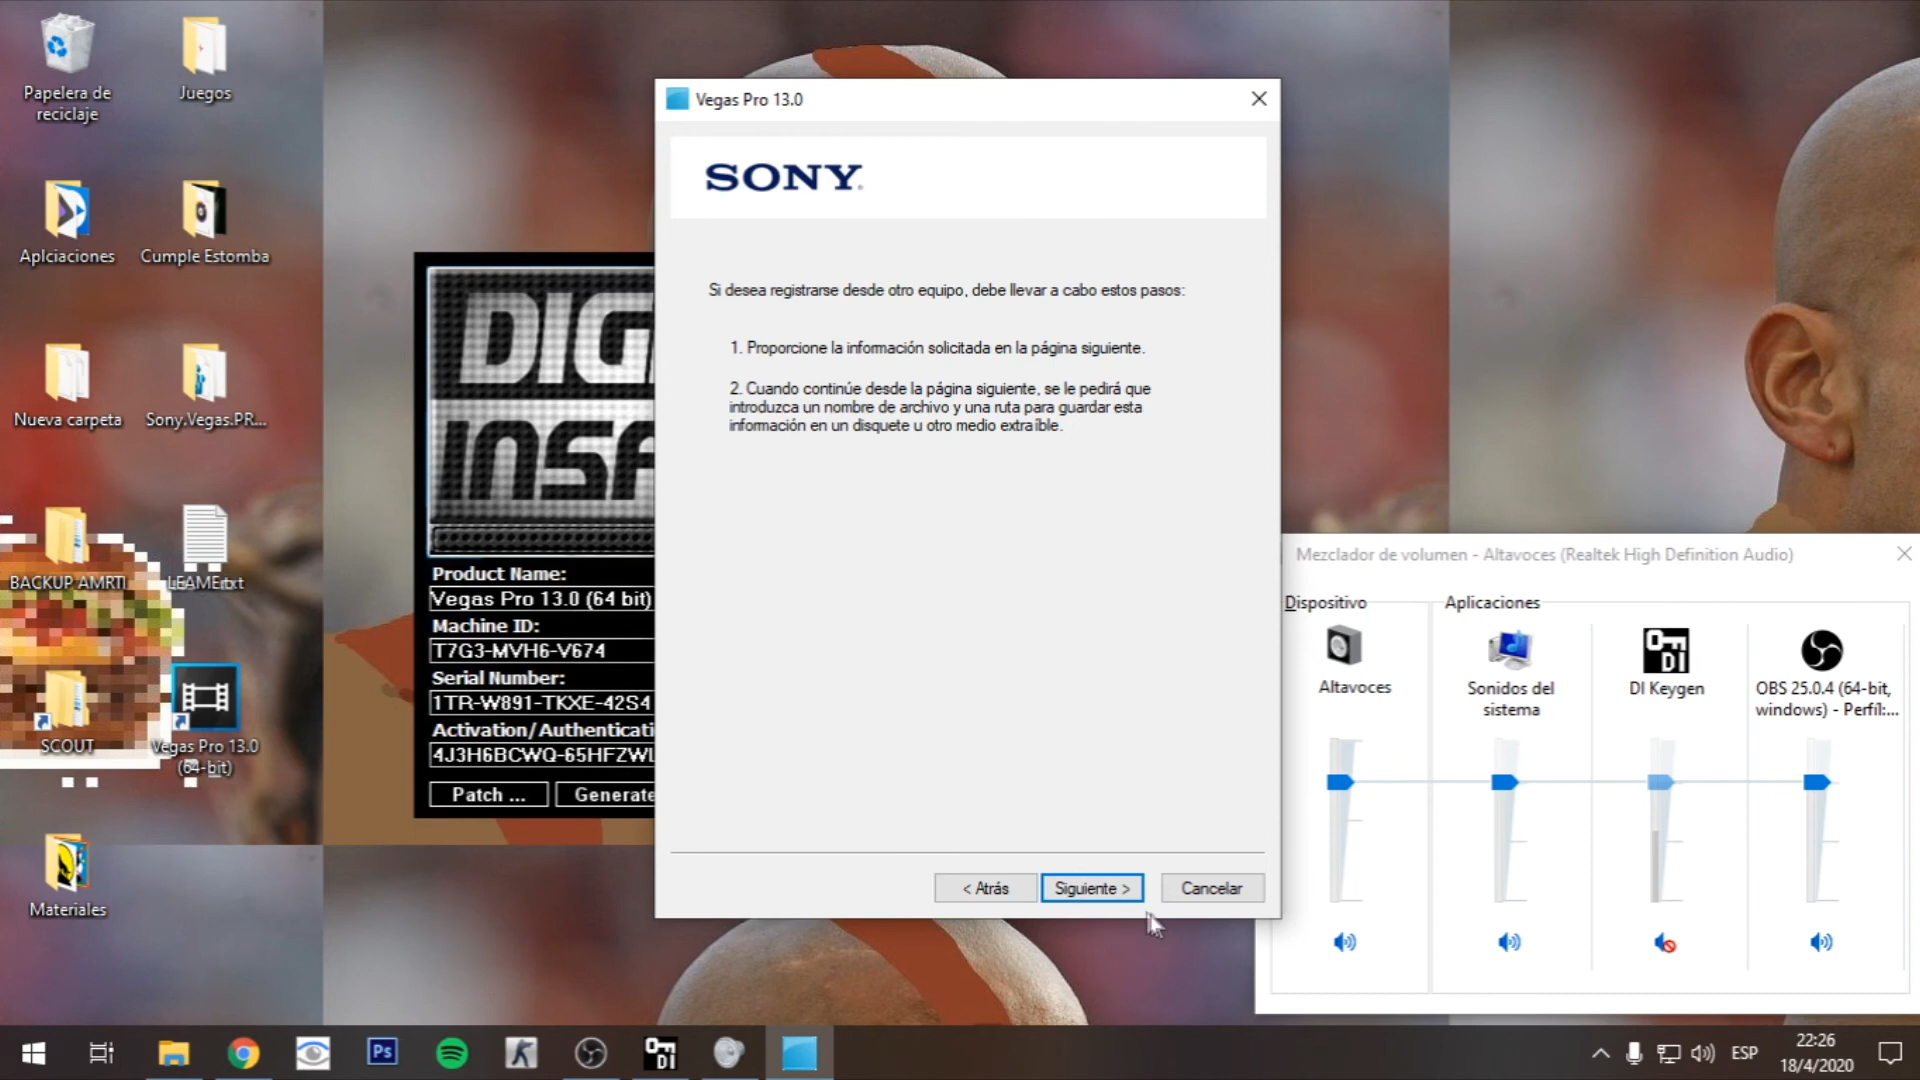 Papelera de
reciclaje
Juegos
Aplciaciones
Cumple Estomba
Nueva carpeta
Sony.Vegas.PR...
BACKUP AMRTI
LEAME.txt
SCOUT
Vegas Pro 13.0
(64-bit)
Materiales
DIG
INSA
Product Name:
Vegas Pro 13.0 (64 bit)
Machine ID:
T7G3-MVH6-V674
Serial Number:
1TR-W891-TKXE-42S4
Activation/Authenticati
4J3H6BCWQ-65HFZWL
Patch ...
Generate
Vegas Pro 13.0
SONY
Si desea registrarse desde otro equipo, debe llevar a cabo estos pasos:
1. Proporcione la información solicitada en la página siguiente.
2. Cuando continúe desde la página siguiente, se le pedirá que
introduzca un nombre de archivo y una ruta para guardar esta
información en un disquete u otro medio extraíble.
< Atrás
Siguiente >
Cancelar
Mezclador de volumen - Altavoces (Realtek High Definition Audio)
Dispositivo
Aplicaciones
Altavoces
Sonidos del
sistema
DI Keygen
OBS 25.0.4 (64-bit,
windows) - Perfil:...
Ps
DI
ESP
22:26
18/4/2020